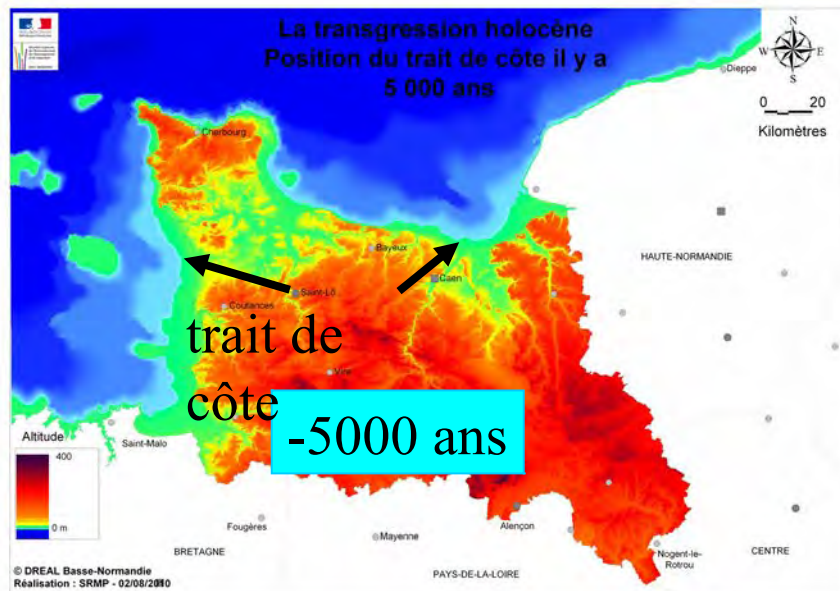 La transgression holocène
Position du trait de côte il y a
5 000 ans
N
W E
S
Dieppe
0 20
Kilomètres
Cherbourg
HAUTE-NORMANDIE
Bayeux
Caen
Saint-Lô
Coutances
trait de
côte
Vire
-5000 ans
Saint-Malo
Altitude
400
0 m
Fougères
Mayenne
Alençon
Nogent-le-
Rotrou
BRETAGNE
PAYS-DE-LA-LOIRE
CENTRE
© DREAL Basse-Normandie
Réalisation : SRMP - 02/08/2010